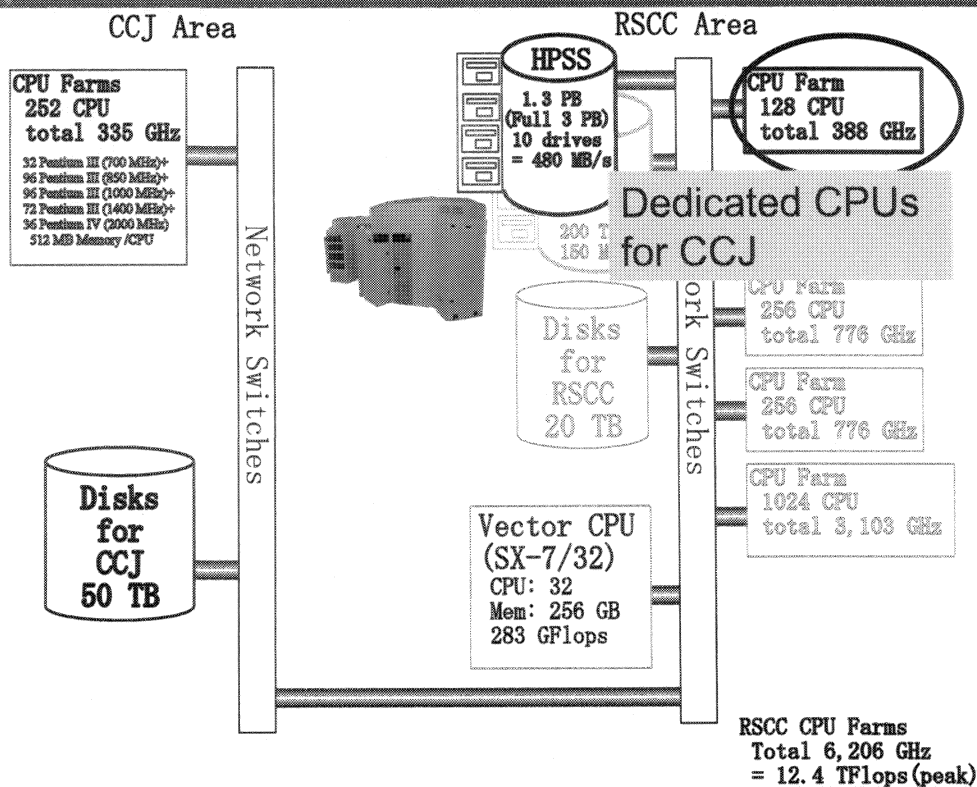 CCJ Area
CPU Farms
252 CPU
total 335 GHz
32 Pentium III (700 MHz)+
96 Pentium III (850 MHz)+
96 Pentium III (1000 MHz)+
72 Pentium III (1400 MHz)+
36 Pentium IV (2000 MHz)
512 MB Memory /CPU
Network Switches
Disks
for
CCJ
50 TB
RSCC Area
HPSS
1.3 PB
(Full 3 PB)
10 drives
= 480 MB/s
200 T
150 M
CPU Farm
128 CPU
total 388 GHz
Dedicated CPUs
for CCJ
ork Switches
Disks
for
RSCC
20 TB
CPU Farm
256 CPU
total 776 GHz
CPU Farm
256 CPU
total 776 GHz
CPU Farm
1024 CPU
total 3,103 GHz
Vector CPU
(SX-7/32)
CPU: 32
Mem: 256 GB
283 GFlops
RSCC CPU Farms
Total 6,206 GHz
= 12.4 TFlops(peak)